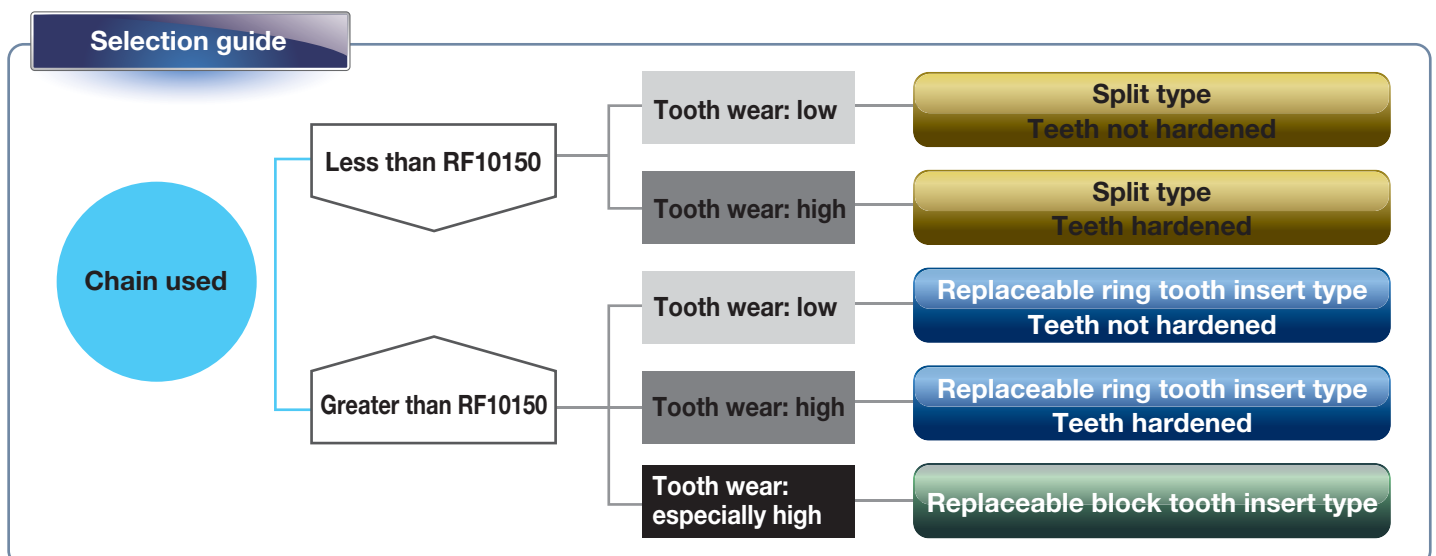 Selection guide
Chain used
Less than RF10150
Tooth wear: low
Split type
Teeth not hardened
Tooth wear: high
Split type
Teeth hardened
Greater than RF10150
Tooth wear: low
Replaceable ring tooth insert type
Teeth not hardened
Tooth wear: high
Replaceable ring tooth insert type
Teeth hardened
Tooth wear:
especially high
Replaceable block tooth insert type